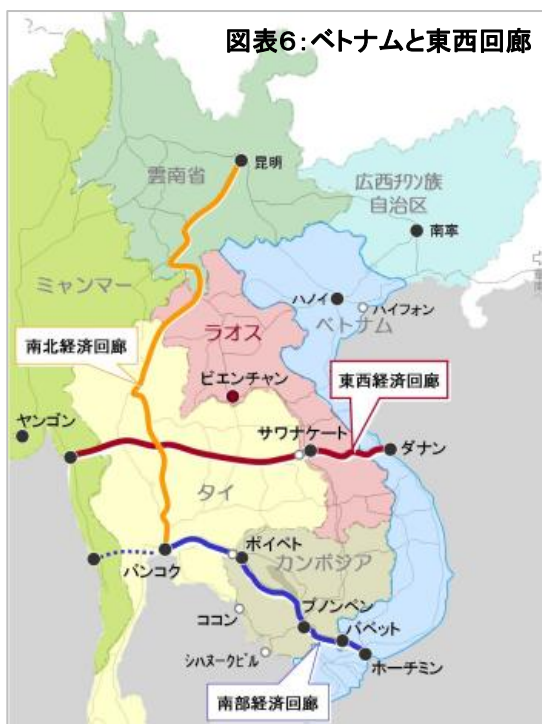 図表6：ベトナムと東西回廊
昆明
雲南省
広西チワン族
自治区
南寧
ミャンマー
ハノイ
ハイフォン
ベトナム
ラオス
南北経済回廊
ビエンチャン
東西経済回廊
ヤンゴン
サワナケート
ダナン
タイ
ポイペト
カンボジア
バンコク
プノンペン
ココン
バベット
シハヌークビル
ホーチミン
南部経済回廊